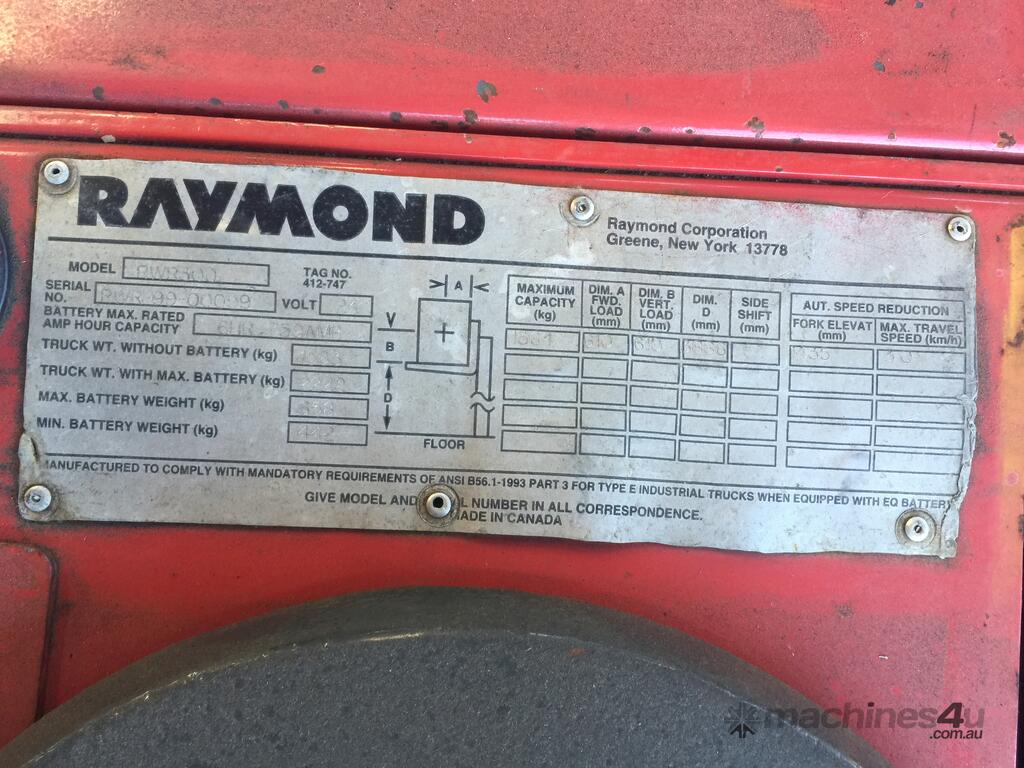 RAYMOND
Raymond Corporation
Greene, New York 13778
MODEL
TAG NO.
412-747
SERIAL
NO.
VOLT 24
BATTERY MAX. RATED
AMP HOUR CAPACITY
TRUCK WT. WITHOUT BATTERY (kg)
TRUCK WT. WITH MAX. BATTERY (kg)
MAX. BATTERY WEIGHT (kg)
MIN. BATTERY WEIGHT (kg)
A
V
B
D
FLOOR
MAXIMUM
CAPACITY
(kg)
DIM. A
FWD.
LOAD
(mm)
DIM. B
VERT.
LOAD
(mm)
DIM.
D
(mm)
SIDE
SHIFT
(mm)
AUT. SPEED REDUCTION
FORK ELEVAT
(mm)
MAX. TRAVEL
SPEED (km/h)
610
610
MANUFACTURED TO COMPLY WITH MANDATORY REQUIREMENTS OF ANSI B56.1-1993 PART 3 FOR TYPE E INDUSTRIAL TRUCKS WHEN EQUIPPED WITH EQ BATTERY
GIVE MODEL AND L NUMBER IN ALL CORRESPONDENCE.
MADE IN CANADA
machines4u
.com.au